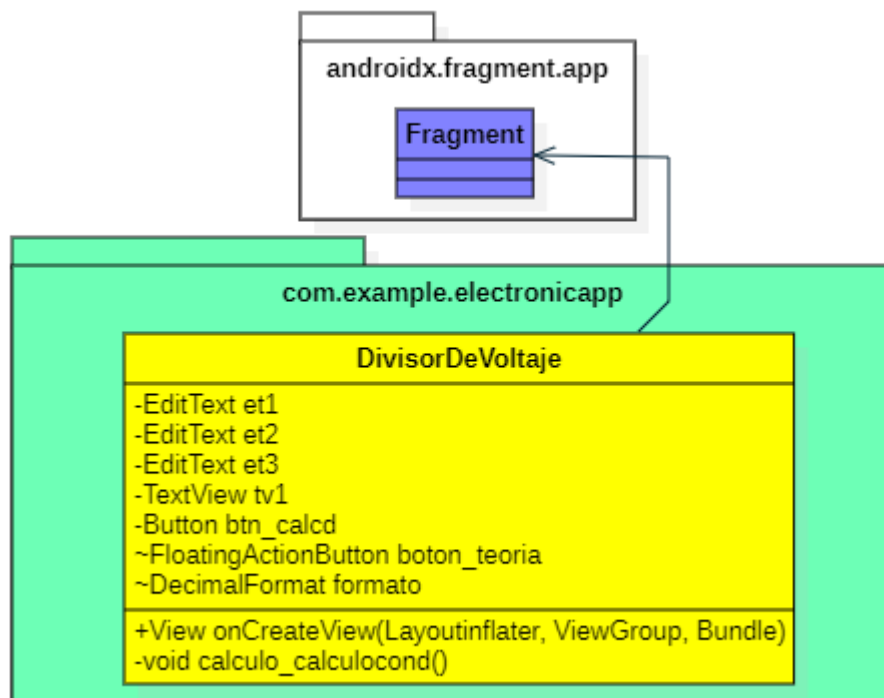 androidx.fragment.app
Fragment
com.example.electronicapp
DivisorDeVoltaje
-EditText et1
-EditText et2
-EditText et3
-TextView tv1
-Button btn_calcd
~FloatingActionButton boton_teoria
~DecimalFormat formato
+View onCreateView(Layoutinflater, ViewGroup, Bundle)
-void calculo_calculocond()